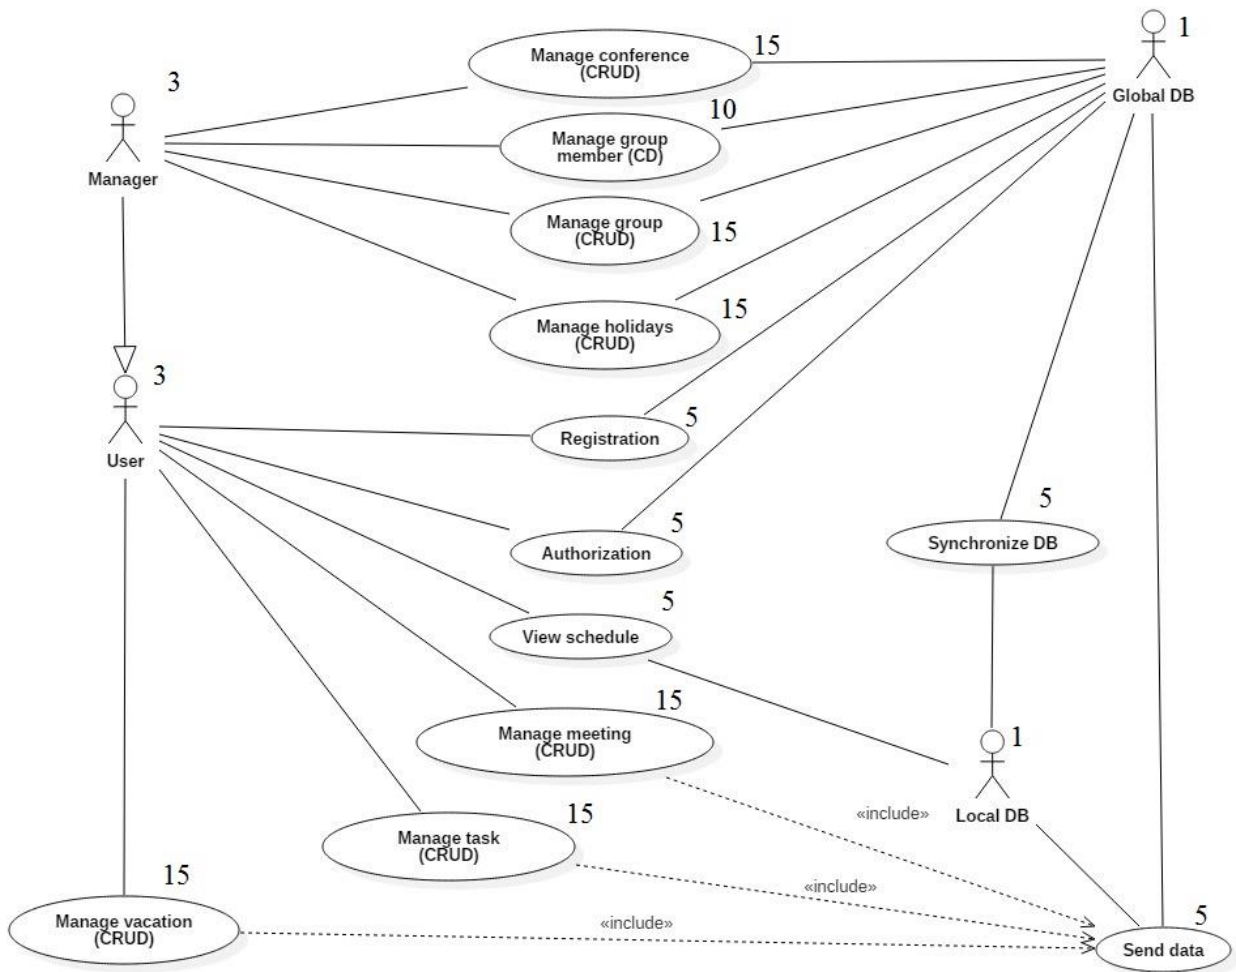 15
1
Manage conference
(CRUD)
3
Global DB
10
Manage group
member (CD)
Manager
Manage group
(CRUD)
15
15
Manage holidays
(CRUD)
3
5
Registration
User
5
5
Authorization
Synchronize DB
5
View schedule
15
Manage meeting
(CRUD)
1
«include»
Local DB
15
Manage task
(CRUD)
15
«include»
5
Manage vacation
(CRUD)
«include»
Send data